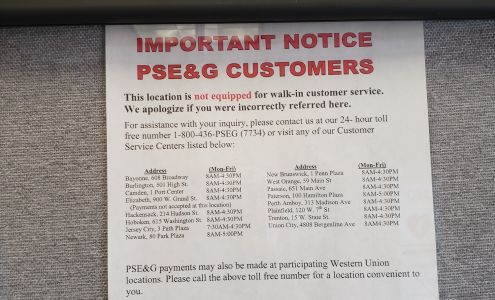 IMPORTANT NOTICE
PSE&G CUSTOMERS
This location is not equipped for walk-in customer service.
We apologize if you were incorrectly referred here.
For assistance with your inquiry, please contact us at our 24- hour toll
free number 1-800-436-PSEG (7734) or visit any of our Customer
Service Centers listed below:
Address (Mon-Fri)
Bayonne, 608 Broadway 8AM-4:30PM
Burlington, 501 High St. 8AM-4:30PM
Camden, 1 Port Center 8AM-4:30PM
Elizabeth, 900 W. Grand St. 8AM-4:30PM
(Payments not accepted at this location)
Hackensack, 214 Hudson St. 8AM-4:30PM
Hoboken, 615 Washington St 8AM-4:30PM
Jersey City, 3 Path Plaza 7:30AM-4:30PM
Newark, 80 Park Plaza 8AM-5:00PM
Address (Mon-Fri)
New Brunswick, 1 Penn Plaza 8AM-4:30PM
West Orange, 59 Main St 8AM-4:30PM
Passaic, 651 Main Ave 8AM-4:30PM
Paterson, 100 Hamilton Plaza 8AM-5:00PM
Perth Amboy, 313 Madison Ave 8AM-4:30PM
Plainfield, 120 W. 7th St 8AM-4:30PM
Trenton, 15 W. State St. 8AM-4:30PM
Union City, 4808 Bergenline Ave 8AM4:30PM
PSE&G payments may also be made at participating Western Union
locations. Please call the above toll free number for a location convenient to
you.